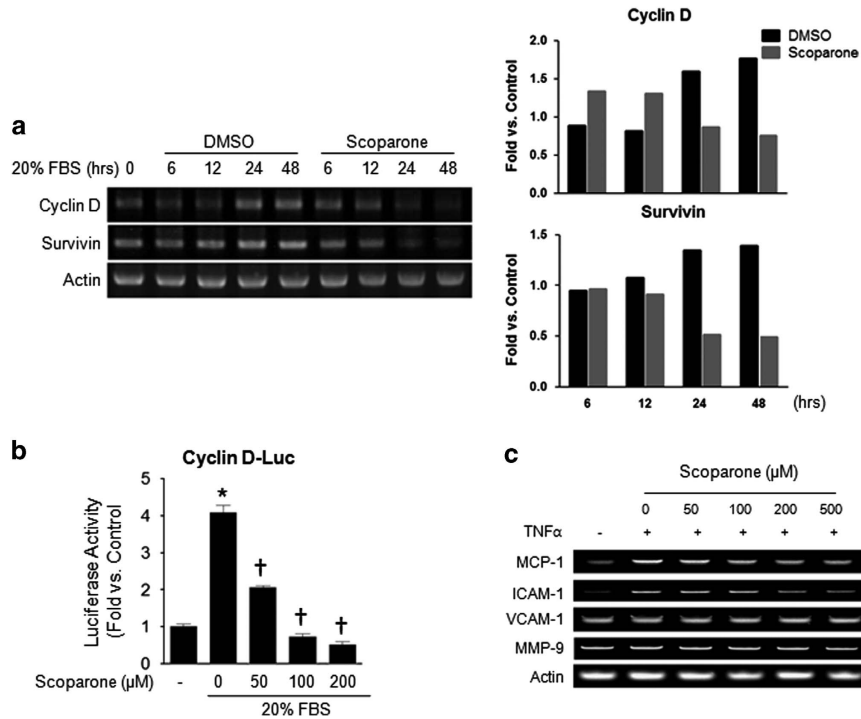 a
DMSO Scoparone
20% FBS (hrs) 0 6 12 24 48 6 12 24 48
Cyclin D
Survivin
Actin
Cyclin D
DMSO
Scoparone
Fold vs. Control
2.0
1.5
1.0
0.5
0.0
Survivin
Fold vs. Control
1.5
1.0
0.5
0.0
6 12 24 48 (hrs)
b
Cyclin D-Luc
Luciferase Activity
(Fold vs. Control
5
4
3
2
1
0
* † † †
Scoparone (μM) - 0 50 100 200
20% FBS
c
Scoparone (μM)
0 50 100 200 500
TNFα - + + + + +
MCP-1
ICAM-1
VCAM-1
MMP-9
Actin